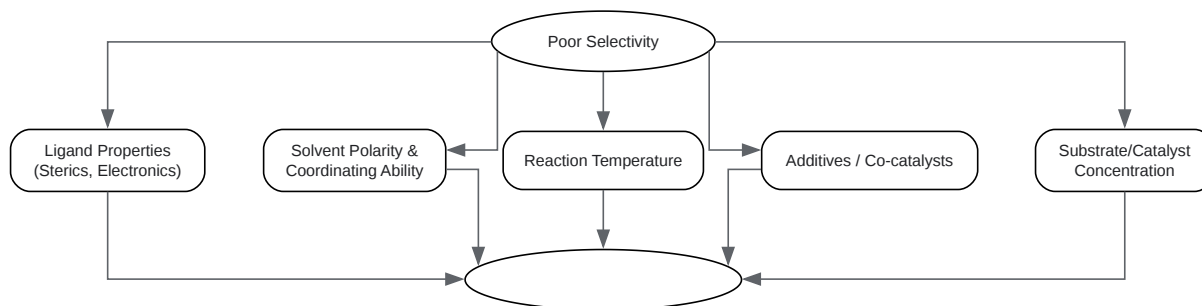 Poor Selectivity
Ligand Properties
(Sterics, Electronics)
Solvent Polarity &
Coordinating Ability
Reaction Temperature
Additives / Co-catalysts
Substrate/Catalyst
Concentration